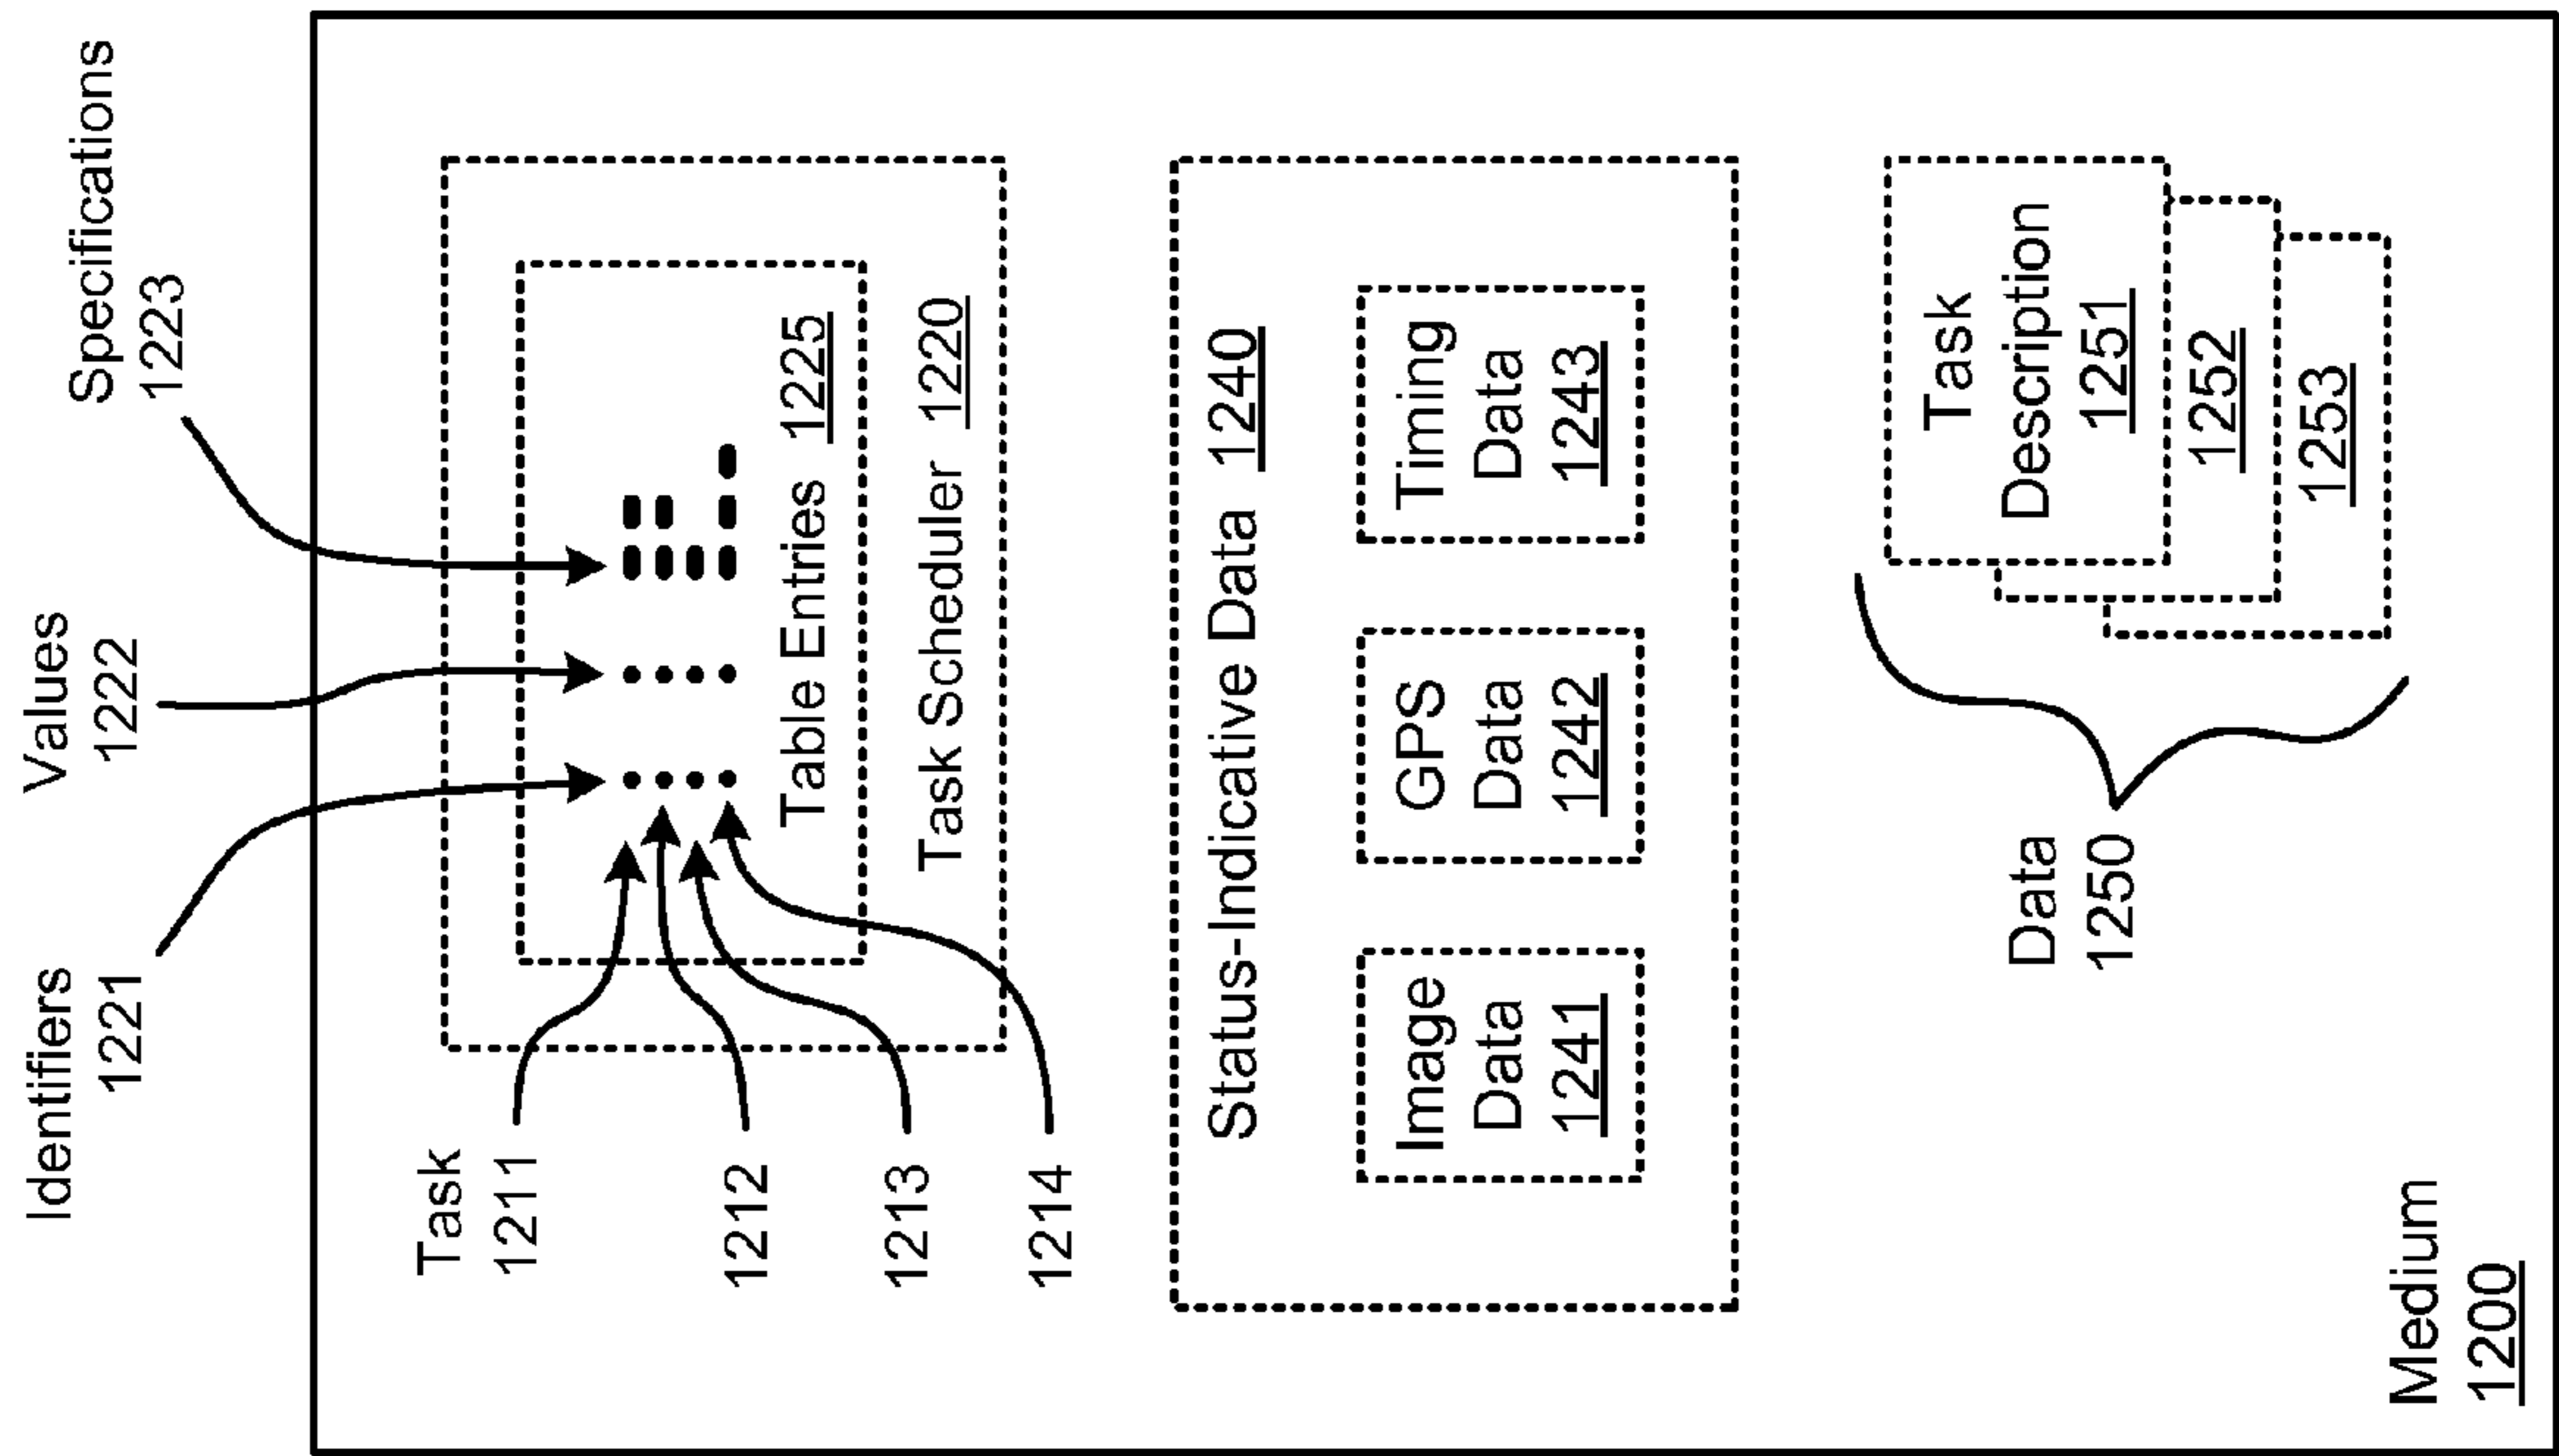 Identifiers
1221
Values
1222
Specifications
1223
Task
1211
1212
1213
1214
Table Entries 1225
Task Scheduler 1220
Status-Indicative Data 1240
Image
Data
1241
GPS
Data
1242
Timing
Data
1243
Data
1250
Task
Description
1251
1252
1253
Medium
1200